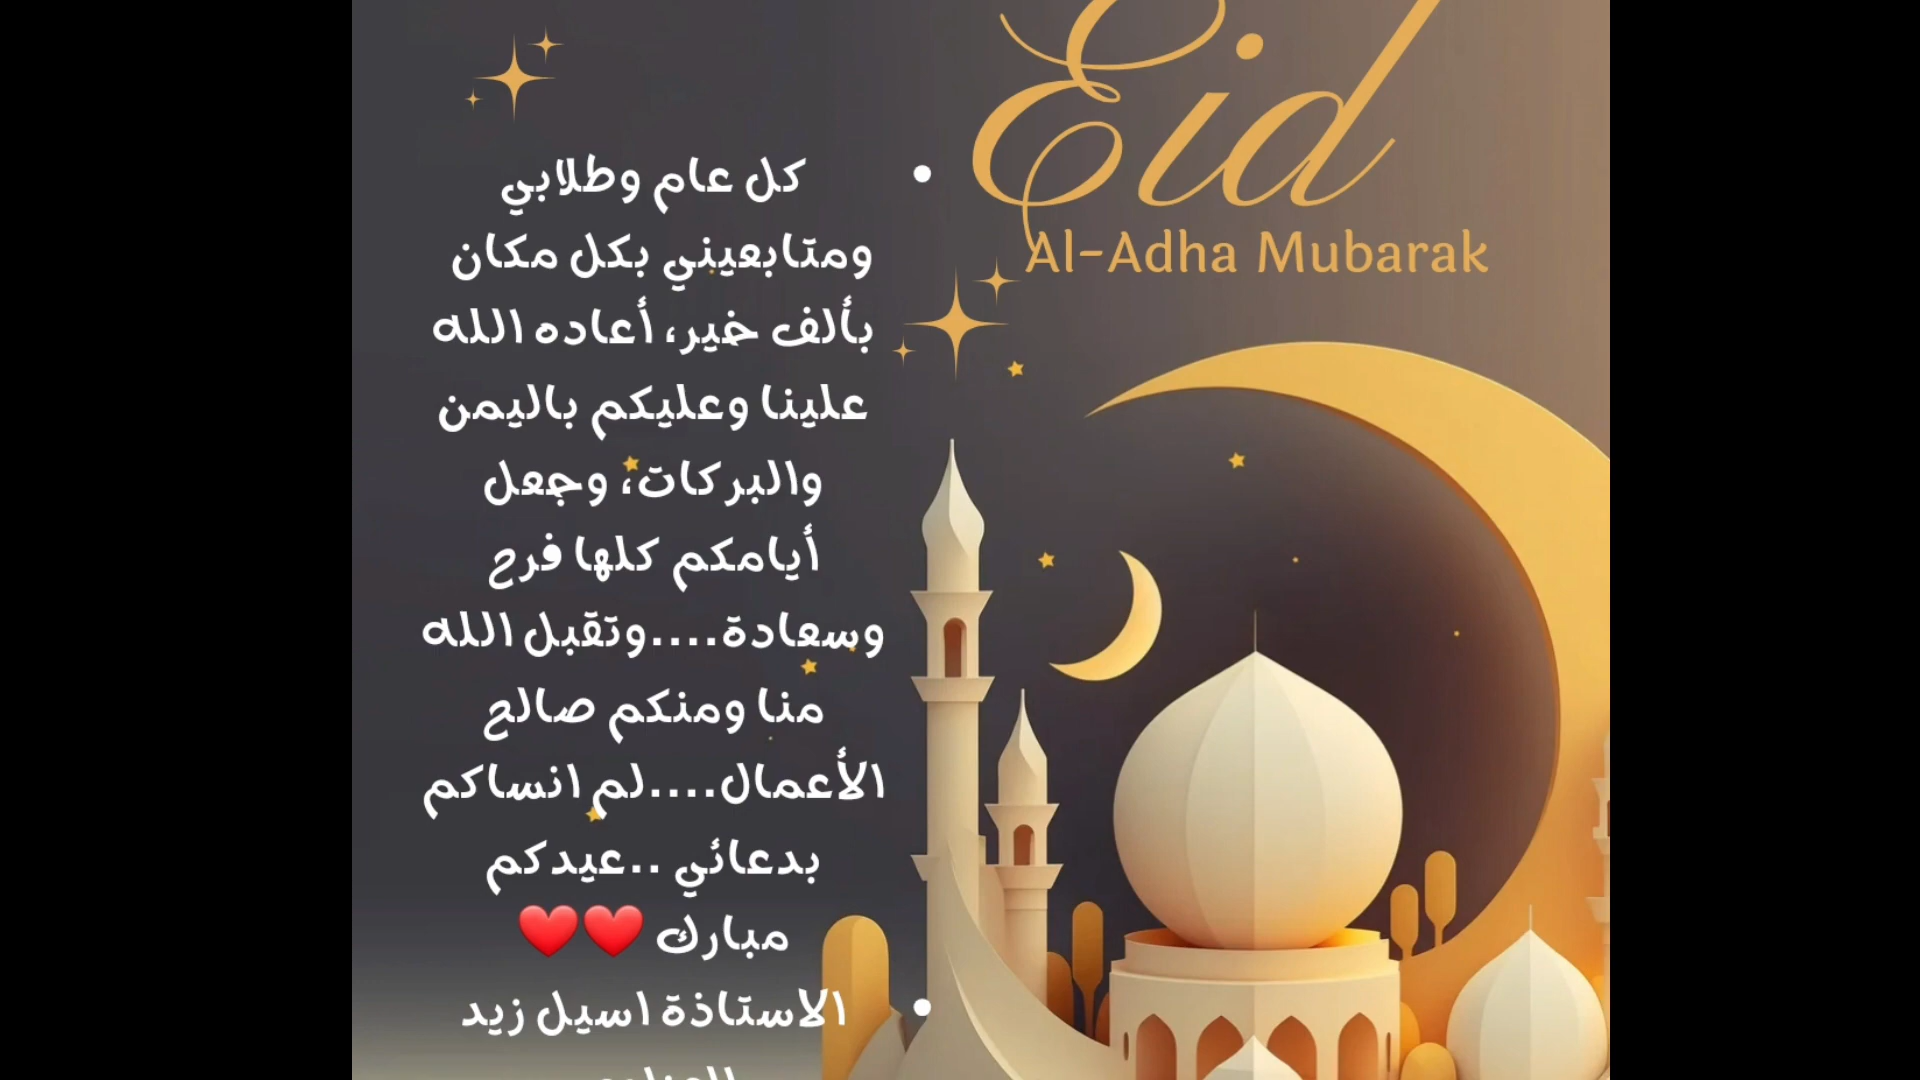 Eid
Al-Adha Mubarak
• كل عام وطلابي
ومتابعيني بكل مكان
بألف خير، أعاده الله
علينا وعليكم باليمن
والبركات، وجعل
أيامكم كلها فرح
وسعادة....وتقبل الله
منا ومنكم صالح
الأعمال....لم انساكم
بدعائي ..عيدكم
مبارك ❤️❤️
• الاستاذة اسيل زيد